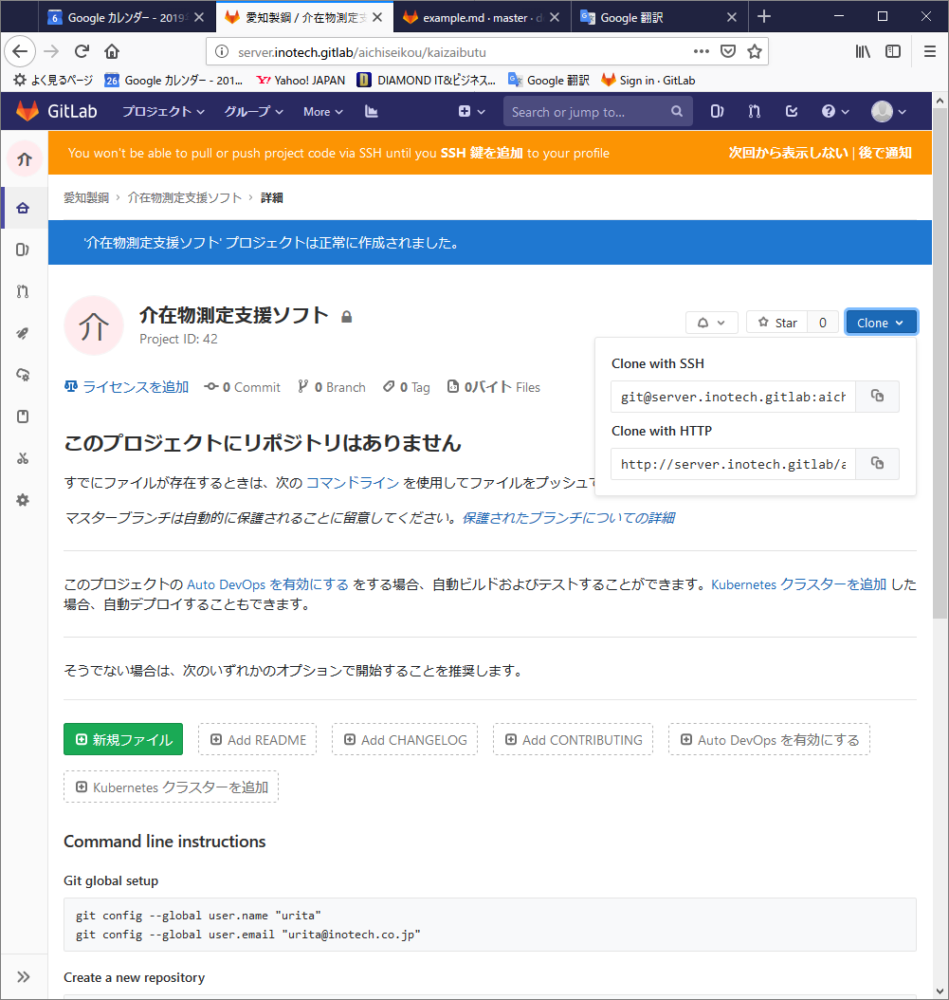 Google カレンダー - 2019
愛知製鋼 / 介在物測定支
example.md · master · d
Google 翻訳
server.inotech.gitlab/aichiseikou/kaizaibutu
よく見るページ
Google カレンダー - 201...
Yahoo! JAPAN
DIAMOND IT&ビジネス...
Google 翻訳
Sign in · GitLab
GitLab
プロジェクト
グループ
More
Search or jump to...
You won't be able to pull or push project code via SSH until you SSH 鍵を追加 to your profile
次回から表示しない | 後で通知
介
愛知製鋼 › 介在物測定支援ソフト › 詳細
'介在物測定支援ソフト' プロジェクトは正常に作成されました。
介
介在物測定支援ソフト
Project ID: 42
Star
0
Clone
Clone with SSH
git@server.inotech.gitlab:aich
Clone with HTTP
http://server.inotech.gitlab/a
ライセンスを追加
0 Commit
0 Branch
0 Tag
0バイト Files
このプロジェクトにリポジトリはありません
すでにファイルが存在するときは、次の コマンドライン を使用してファイルをプッシュ
マスターブランチは自動的に保護されることに留意してください。保護されたブランチについての詳細
このプロジェクトの Auto DevOps を有効にする をする場合、自動ビルドおよびテストすることができます。Kubernetes クラスターを追加 した
場合、自動デプロイすることもできます。
そうでない場合は、次のいずれかのオプションで開始することを推奨します。
新規ファイル
Add README
Add CHANGELOG
Add CONTRIBUTING
Auto DevOps を有効にする
Kubernetes クラスターを追加
Command line instructions
Git global setup
git config --global user.name "urita"
git config --global user.email "urita@inotech.co.jp"
Create a new repository